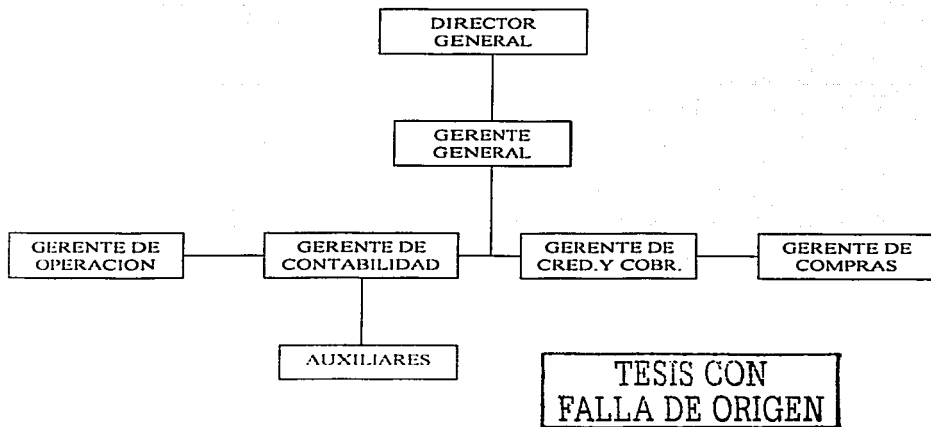 DIRECTOR
GENERAL
GERENTE
GENERAL
GERENTE DE
OPERACION
GERENTE DE
CONTABILIDAD
GERENTE DE
CRED.Y COBR.
GERENTE DE
COMPRAS
AUXILIARES
TESIS CON
FALLA DE ORIGEN